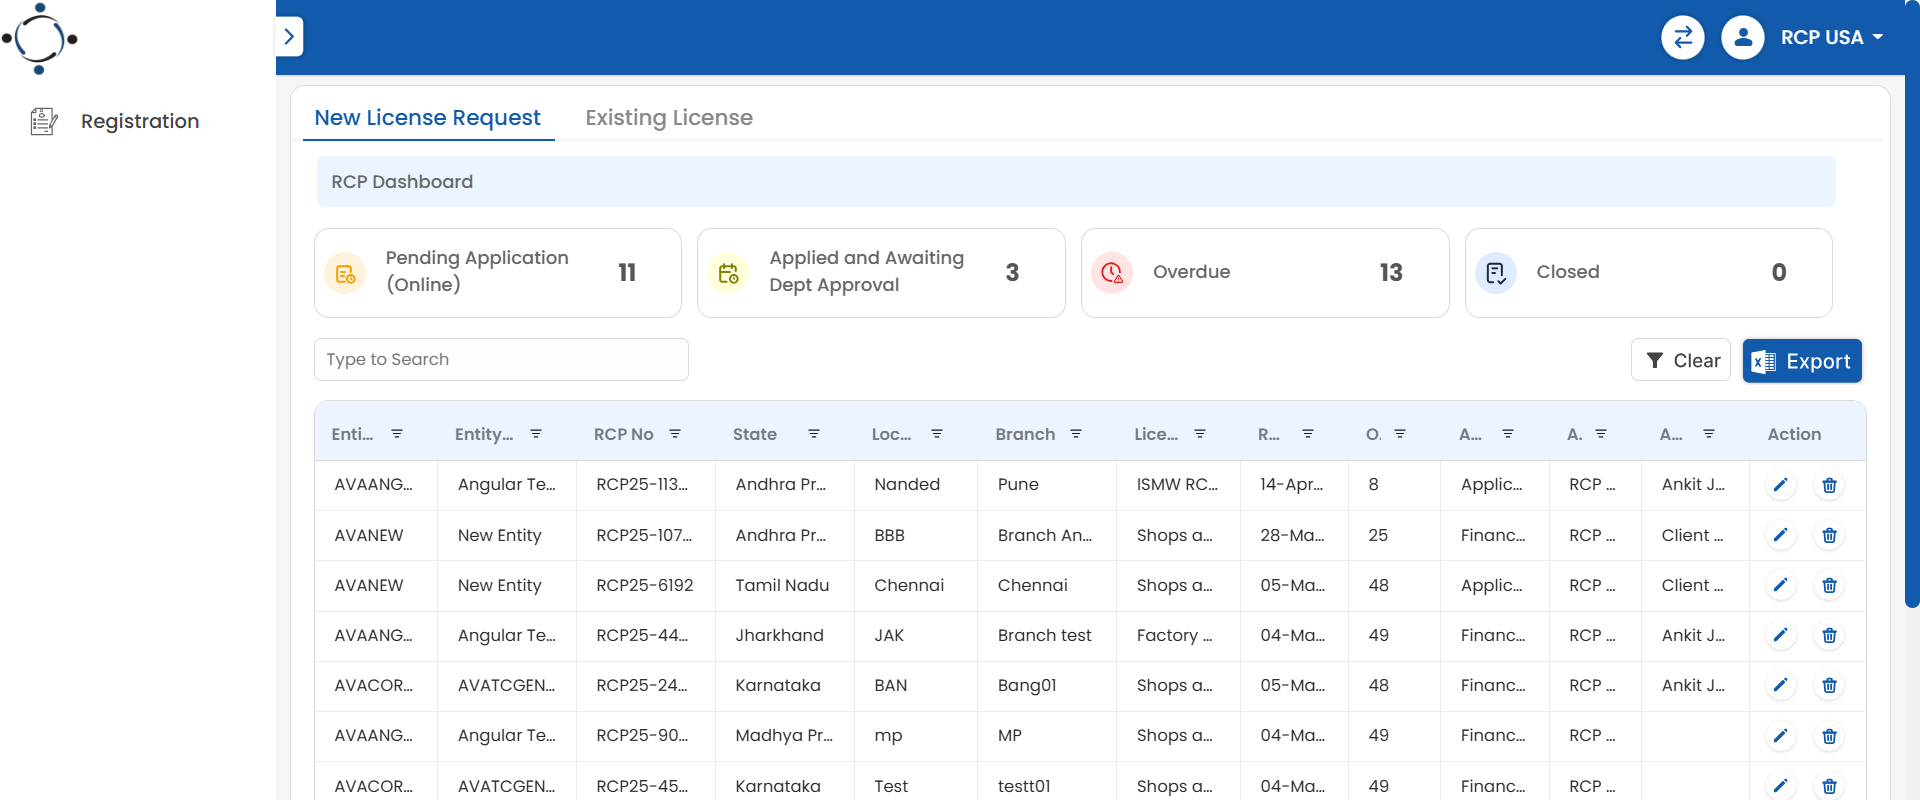 RCP USA
Registration
New License Request Existing License
RCP Dashboard
Pending Application
(Online)
11
Applied and Awaiting
Dept Approval
3
Overdue
13
Closed
0
Type to Search
Clear
Export
Enti... Entity... RCP No State Loc... Branch Lice... R... O. A... A. A... Action
AVAANG... Angular Te... RCP25-113... Andhra Pr... Nanded Pune ISMW RC... 14-Apr... 8 Applic... RCP ... Ankit J...
AVANEW New Entity RCP25-107... Andhra Pr... BBB Branch An... Shops a... 28-Ma... 25 Financ... RCP ... Client ...
AVANEW New Entity RCP25-6192 Tamil Nadu Chennai Chennai Shops a... 05-Ma... 48 Applic... RCP ... Client ...
AVAANG... Angular Te... RCP25-44... Jharkhand JAK Branch test Factory ... 04-Ma... 49 Financ... RCP ... Ankit J...
AVACOR... AVATCGEN... RCP25-24... Karnataka BAN Bang01 Shops a... 05-Ma... 48 Financ... RCP ... Ankit J...
AVAANG... Angular Te... RCP25-90... Madhya Pr... mp MP Shops a... 04-Ma... 49 Financ... RCP ...
AVACOR... AVATCGEN... RCP25-45... Karnataka Test testt01 Shops a... 04-Ma... 49 Financ... RCP ...